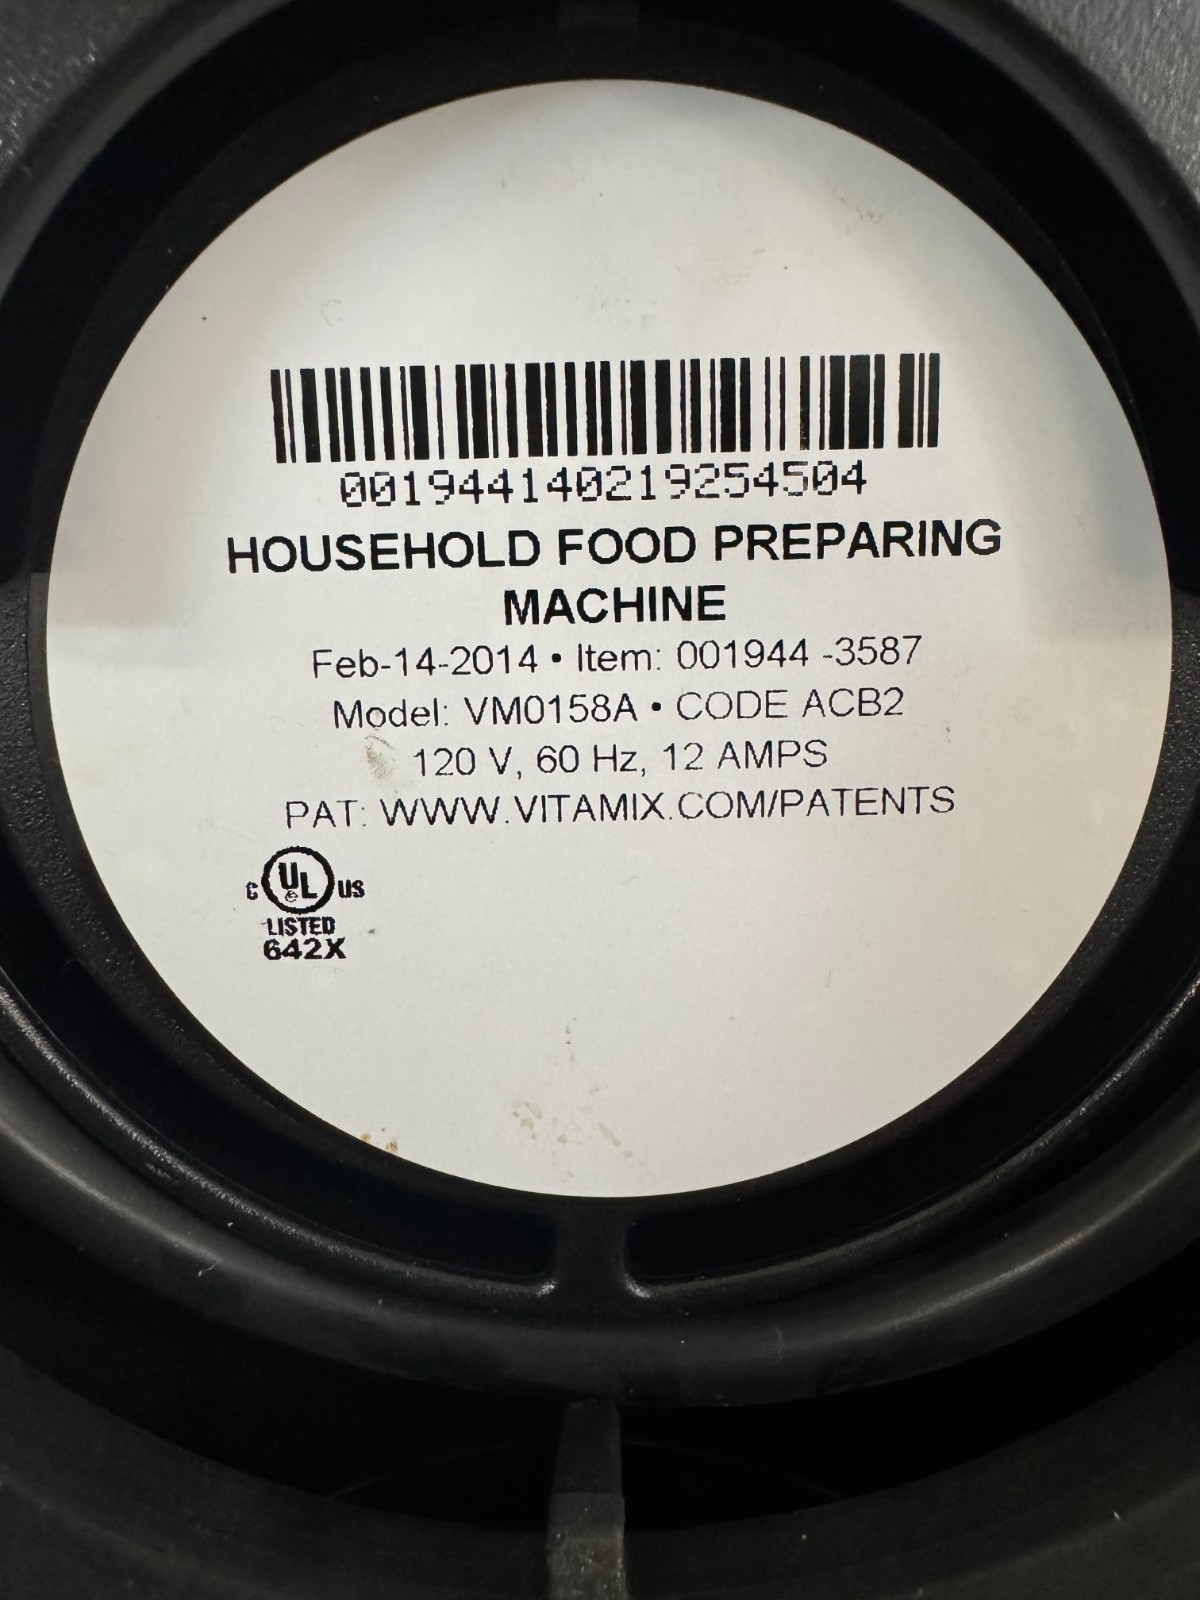 001944140219254504
HOUSEHOLD FOOD PREPARING
MACHINE
Feb-14-2014 • Item: 001944 -3587
Model: VM0158A • CODE ACB2
120 V, 60 Hz, 12 AMPS
PAT: WWW.VITAMIX.COM/PATENTS
C UL US
LISTED
642X